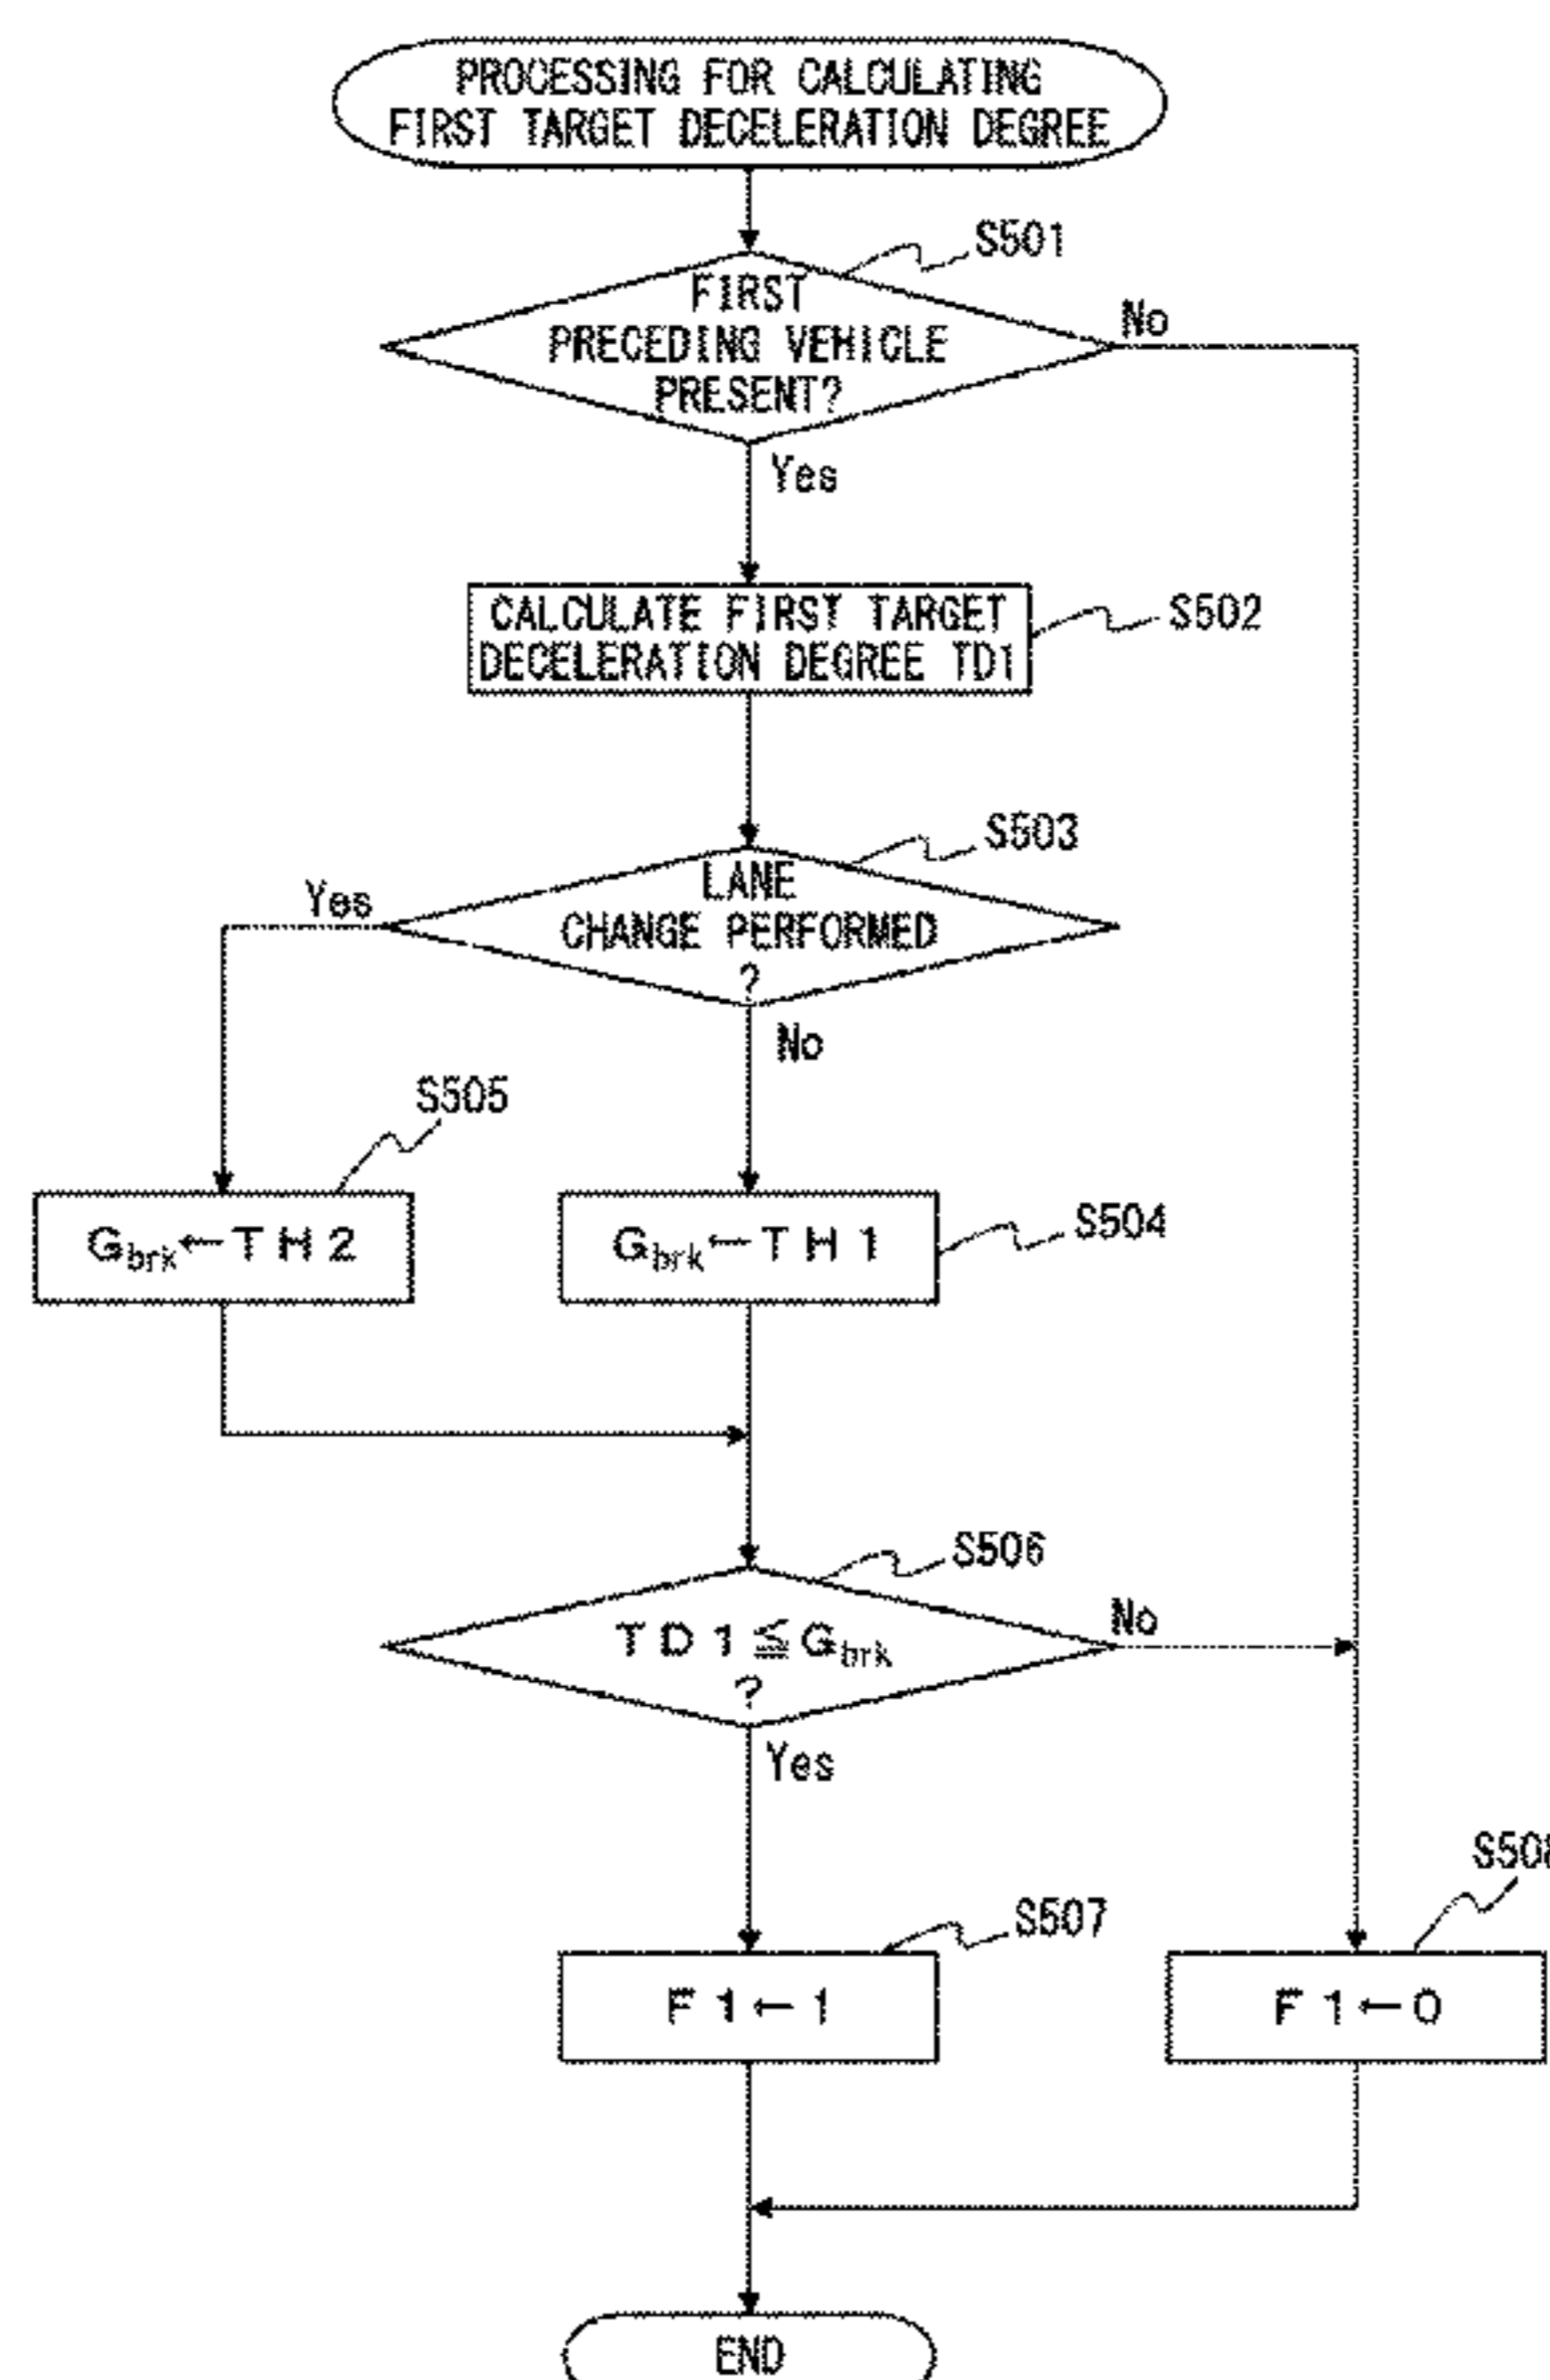 PROCESSING FOR CALCULATING
FIRST TARGET DECELERATION DEGREE
S501
FIRST
PRECEDING VEHICLE
PRESENT?
No
Yes
CALCULATE FIRST TARGET
DECELERATION DEGREE TD1
S502
S503
LANE
CHANGE PERFORMED
?
Yes
No
S505
Gbrk←TH2
Gbrk←TH1
S504
S506
TD1≦Gbrk
?
No
Yes
S507
F1←1
F1←0
END